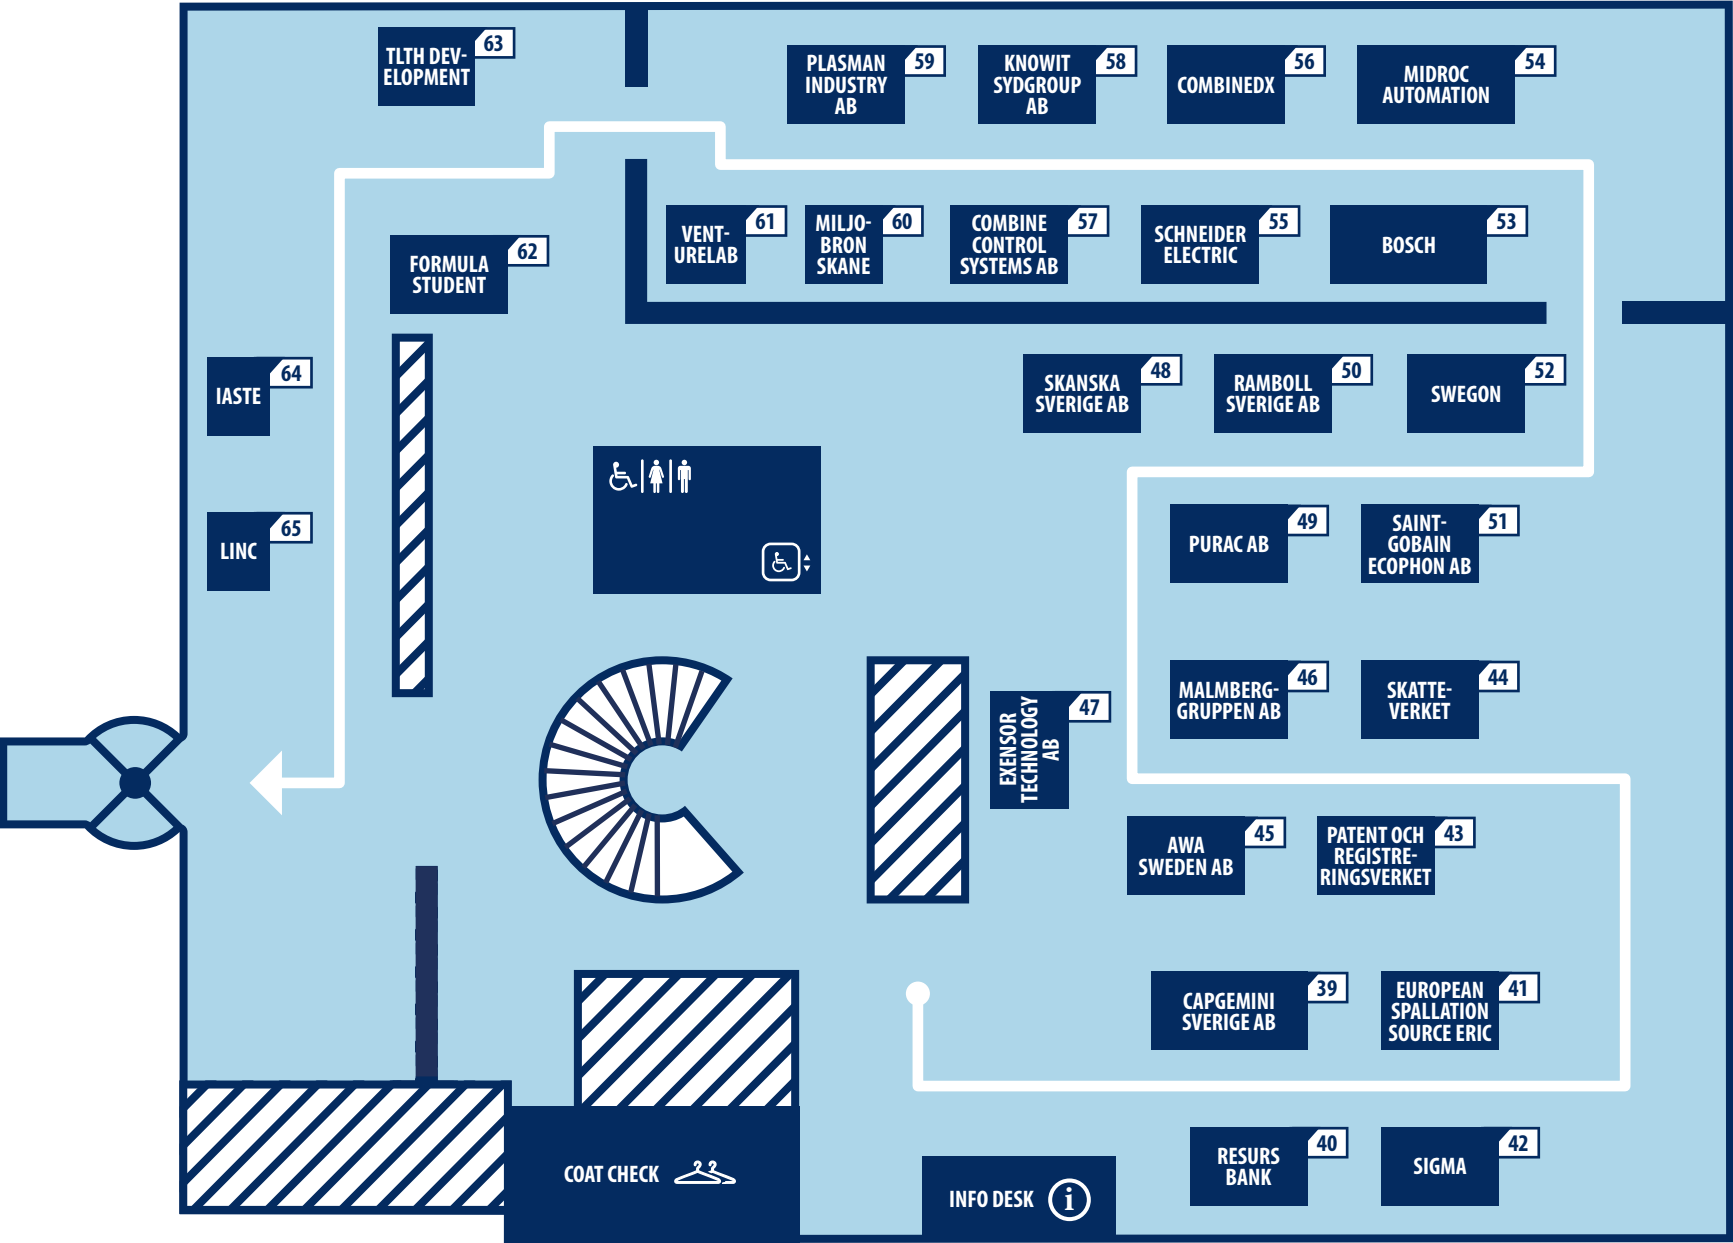 TLTH DEV-
ELOPMENT
63
PLASMAN
INDUSTRY
AB
59
KNOWIT
SYDGROUP
AB
58
COMBINEDX
56
MIDROC
AUTOMATION
54
VENT-
URELAB
61
MILJO-
BRON
SKANE
60
COMBINE
CONTROL
SYSTEMS AB
57
SCHNEIDER
ELECTRIC
55
BOSCH
53
FORMULA
STUDENT
62
IASTE
64
SKANSKA
SVERIGE AB
48
RAMBOLL
SVERIGE AB
50
SWEGON
52
LINC
65
PURAC AB
49
SAINT-
GOBAIN
ECOPHON AB
51
EXENSOR
TECHNOLOGY
AB
47
MALMBERG-
GRUPPEN AB
46
SKATTE-
VERKET
44
AWA
SWEDEN AB
45
PATENT OCH
REGISTRE-
RINGSVERKET
43
CAPGEMINI
SVERIGE AB
39
EUROPEAN
SPALLATION
SOURCE ERIC
41
COAT CHECK
INFO DESK
i
RESURS
BANK
40
SIGMA
42